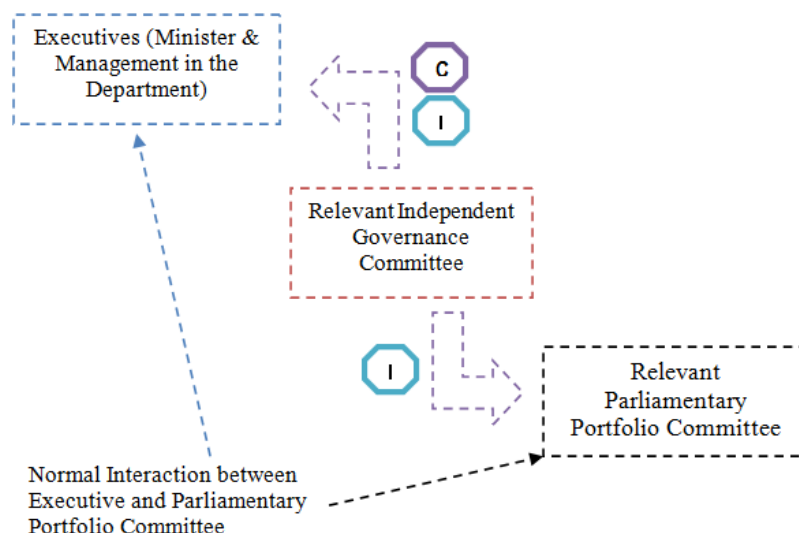 Executives (Minister &
Management in the
Department)
C
I
Relevant Independent
Governance
Committee
I
Relevant
Parliamentary
Portfolio Committee
Normal Interaction between
Executive and Parliamentary
Portfolio Committee